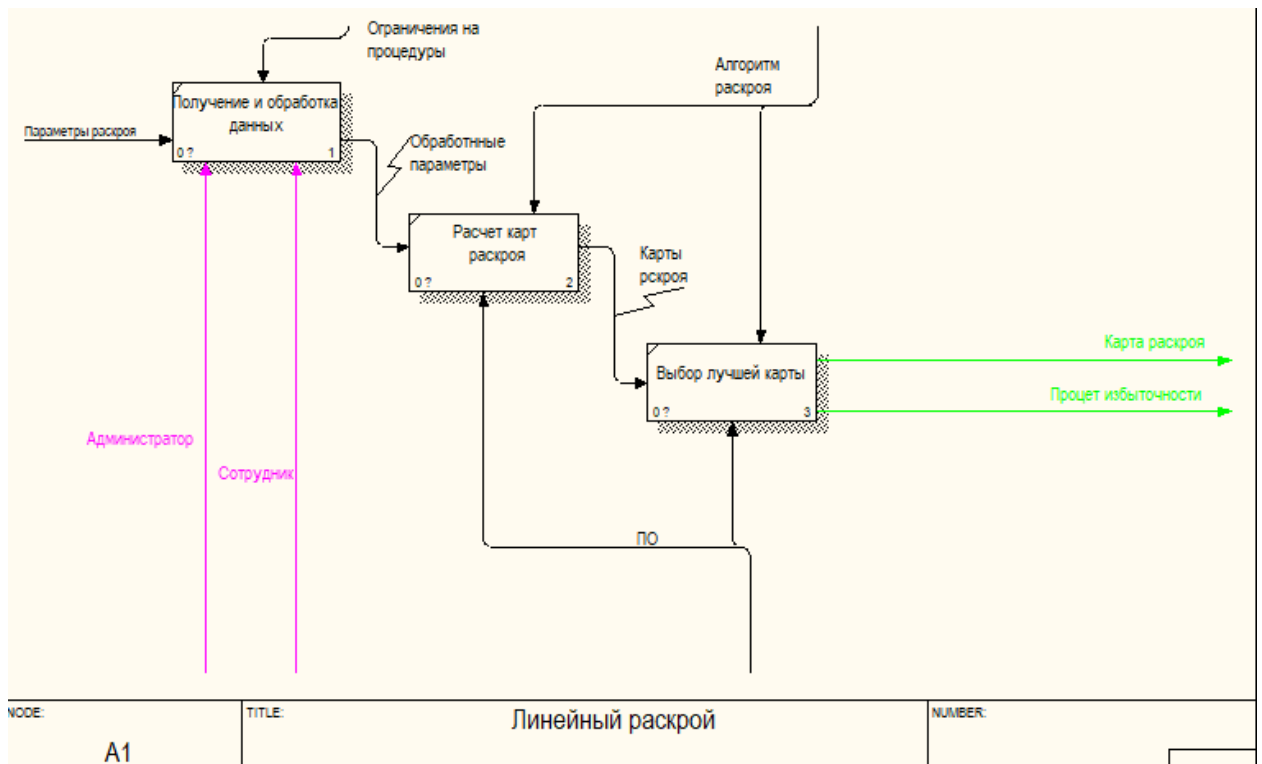 Ограничения на
процедуры
Алгоритм
раскроя
Получение и обработка
данных
0 ?
1
Параметры раскроя
Обработнные
параметры
Расчет карт
раскроя
0 ?
2
Карты
рскроя
Выбор лучшей карты
0 ?
3
Карта раскроя
Процет избыточности
Администратор
Сотрудник
ПО
NODE:
A1
TITLE:
Линейный раскрой
NUMBER: